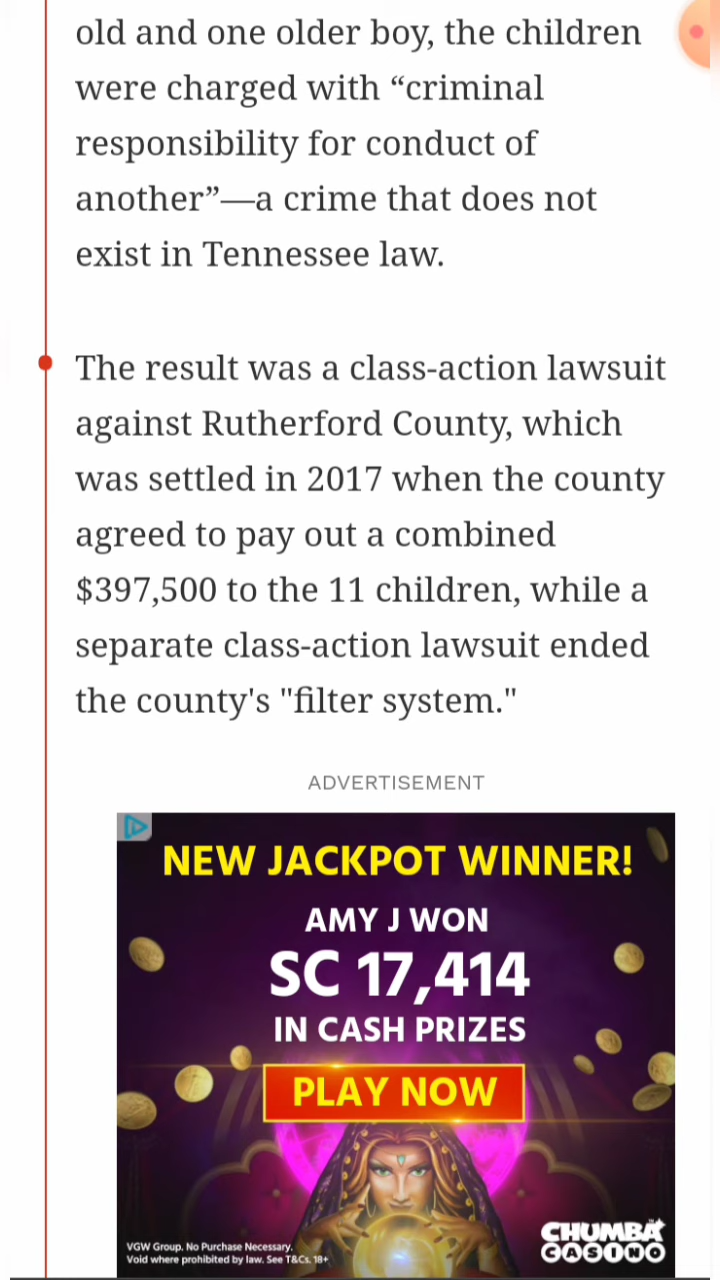 old and one older boy, the children
were charged with “criminal
responsibility for conduct of
another”—a crime that does not
exist in Tennessee law.
The result was a class-action lawsuit
against Rutherford County, which
was settled in 2017 when the county
agreed to pay out a combined
$397,500 to the 11 children, while a
separate class-action lawsuit ended
the county's "filter system."
ADVERTISEMENT
NEW JACKPOT WINNER!
AMY J WON
SC 17,414
IN CASH PRIZES
PLAY NOW
VGW Group. No Purchase Necessary.
Void where prohibited by law. See T&Cs. 18+
CHUMBA
CASINO